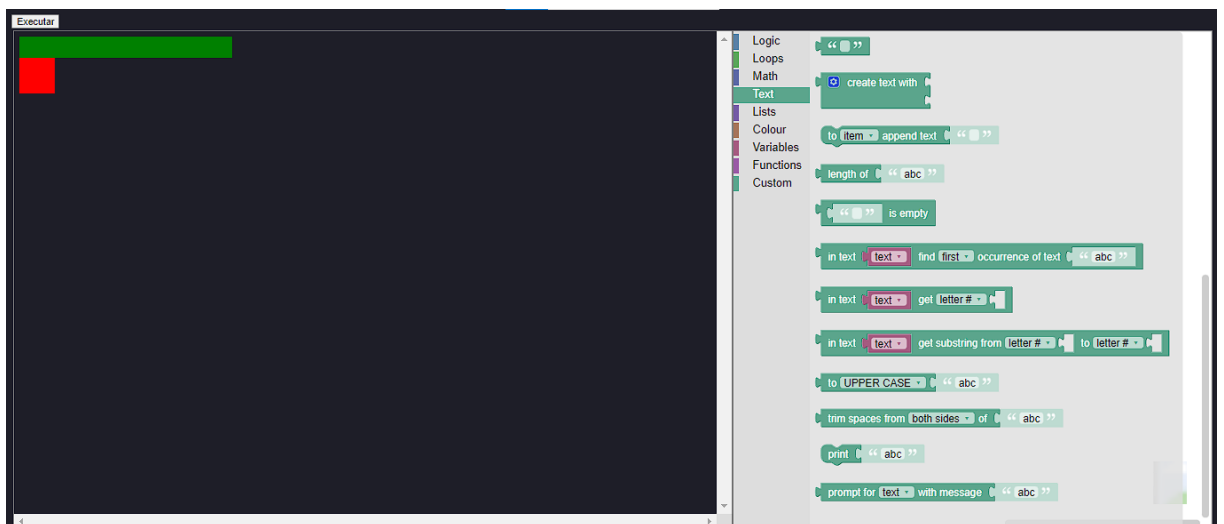 Executar
Logic
Loops
Math
Text
Lists
Colour
Variables
Functions
Custom
“ ”
create text with
to item append text “ ”
length of “ abc ”
“ ” is empty
in text text find first occurrence of text “ abc ”
in text text get letter #
in text text get substring from letter # to letter #
to UPPER CASE “ abc ”
trim spaces from both sides of “ abc ”
print “ abc ”
prompt for text with message “ abc ”